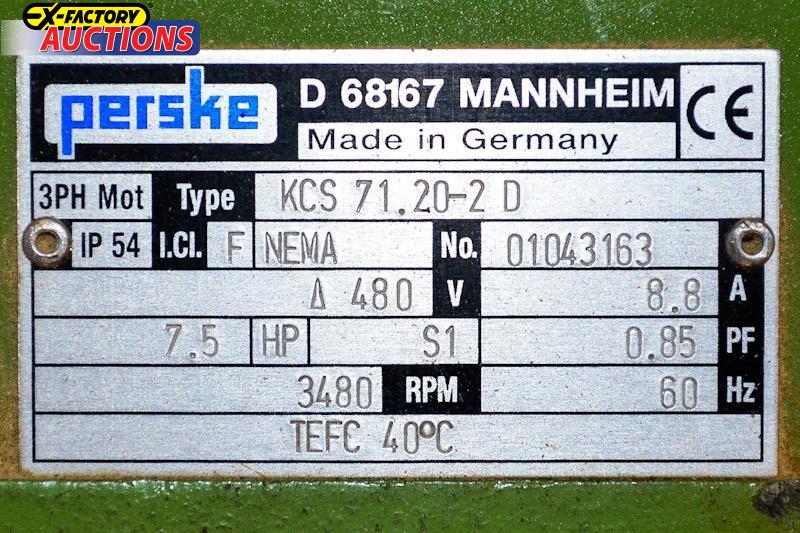 X-FACTORY
AUCTIONS
perske
D 68167 MANNHEIM
Made in Germany
CE
3PH Mot Type KCS 71.20-2 D
IP 54 I.Cl. F NEMA No. 01043163
Δ 480 V 8.8 A
7.5 HP S1 0.85 PF
3480 RPM 60 Hz
TEFC 40°C